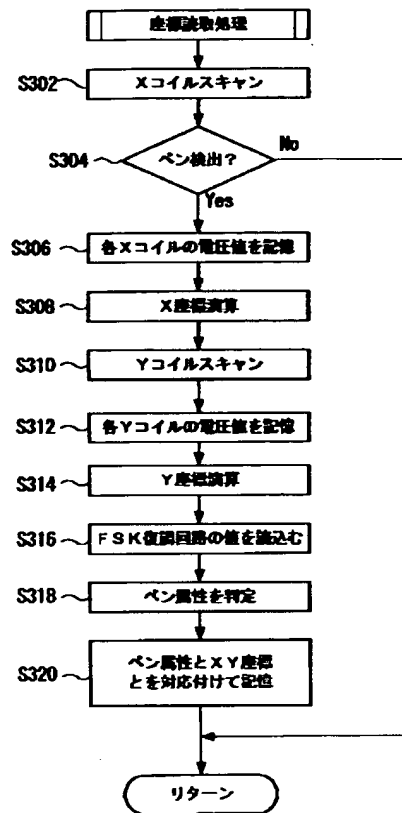 座標読取処理
S302
Xコイルスキャン
S304
ペン検出?
No
Yes
S306
各Xコイルの電圧値を記憶
S308
X座標演算
S310
Yコイルスキャン
S312
各Yコイルの電圧値を記憶
S314
Y座標演算
S316
FSK復調回路の値を読込む
S318
ペン属性を判定
S320
ペン属性とXY座標
とを対応付けて記憶
リターン